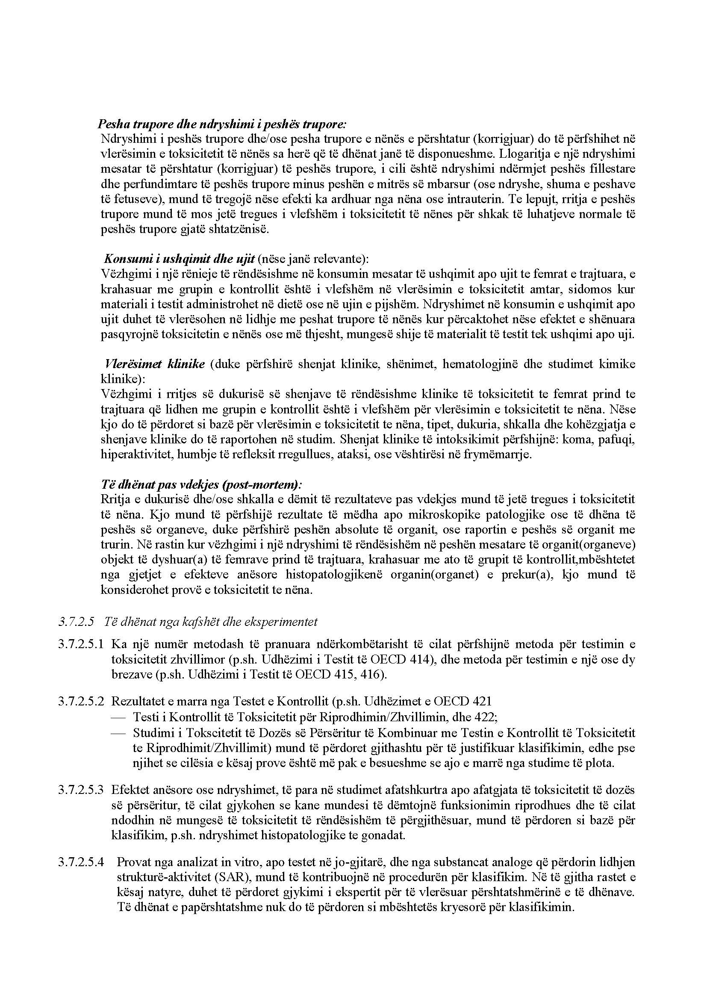 Pesha trupore dhe ndryshimi i peshës trupore:
Ndryshimi i peshës trupore dhe/ose pesha trupore e nënës e përshtatur (korrigjuar) do të përfshihet në
vlerësimin e toksicitetit të nënës sa herë që të dhënat janë të disponueshme. Llogaritja e një ndryshimi
mesatar të përshtatur (korrigjuar) të peshës trupore, i cili është ndryshimi ndërmjet peshës fillestare
dhe perfundimtare të peshës trupore minus peshën e mitrës së mbarsur (ose ndryshe, shuma e peshave
të fetuseve), mund të tregojë nëse efekti ka ardhuar nga nëna ose intrauterin. Te lepujt, rritja e peshës
trupore mund të mos jetë tregues i vlefshëm i toksicitetit të nënes për shkak të luhatjeve normale të
peshës trupore gjatë shtatzënisë.
Konsumi i ushqimit dhe ujit (nëse janë relevante):
Vëzhgimi i një rënieje të rëndësishme në konsumin mesatar të ushqimit apo ujit te femrat e trajtuara, e
krahasuar me grupin e kontrollit është i vlefshëm në vlerësimin e toksicitetit amtar, sidomos kur
materiali i testit administrohet në dietë ose në ujin e pijshëm. Ndryshimet në konsumin e ushqimit apo
ujit duhet të vlerësohen në lidhje me peshat trupore të nënës kur përcaktohet nëse efektet e shënuara
pasqyrojnë toksicitetin e nënës ose më thjesht, mungesë shije të materialit të testit tek ushqimi apo uji.
Vlerësimet klinike (duke përfshirë shenjat klinike, shënimet, hematologjinë dhe studimet kimike
klinike):
Vëzhgimi i rritjes së dukurisë së shenjave të rëndësishme klinike të toksicitetit te femrat prind te
trajtuara që lidhen me grupin e kontrollit është i vlefshëm për vlerësimin e toksicitetit te nëna. Nëse
kjo do të përdoret si bazë për vlerësimin e toksicitetit te nëna, tipet, dukuria, shkalla dhe kohëzgjatja e
shenjave klinike do të raportohen në studim. Shenjat klinike të intoksikimit përfshijnë: koma, pafuqi,
hiperaktivitet, humbje të refleksit rregullues, ataksi, ose vështirësi në frymëmarrje.
Të dhënat pas vdekjes (post-mortem):
Rritja e dukurisë dhe/ose shkalla e dëmit të rezultateve pas vdekjes mund të jetë tregues i toksicitetit
të nëna. Kjo mund të përfshijë rezultate të mëdha apo mikroskopike patologjike ose të dhëna të
peshës së organeve, duke përfshirë peshën absolute të organit, ose raportin e peshës së organit me
trurin. Në rastin kur vëzhgimi i një ndryshimi të rëndësishëm në peshën mesatare të organit(organeve)
objekt të dyshuar(a) të femrave prind të trajtuara, krahasuar me ato të grupit të kontrollit,mbështetet
nga gjetjet e efekteve anësore histopatologjikenë organin(organet) e prekur(a), kjo mund të
konsiderohet provë e toksicitetit te nëna.
3.7.2.5 Të dhënat nga kafshët dhe eksperimentet
3.7.2.5.1 Ka një numër metodash të pranuara ndërkombëtarisht të cilat përfshijnë metoda për testimin e
toksicitetit zhvillimor (p.sh. Udhëzimi i Testit të OECD 414), dhe metoda për testimin e një ose dy
brezave (p.sh. Udhëzimi i Testit të OECD 415, 416).
3.7.2.5.2 Rezultatet e marra nga Testet e Kontrollit (p.sh. Udhëzimet e OECD 421
— Testi i Kontrollit të Toksicitetit për Riprodhimin/Zhvillimin, dhe 422;
— Studimi i Tokscitetit të Dozës së Përsëritur të Kombinuar me Testin e Kontrollit të Toksicitetit
te Riprodhimit/Zhvillimit) mund të përdoret gjithashtu për të justifikuar klasifikimin, edhe pse
njihet se cilësia e kësaj prove është më pak e besueshme se ajo e marrë nga studime të plota.
3.7.2.5.3 Efektet anësore ose ndryshimet, të para në studimet afatshkurtra apo afatgjata të toksicitetit të dozës
së përsëritur, të cilat gjykohen se kane mundesi të dëmtojnë funksionimin riprodhues dhe të cilat
ndodhin në mungesë të toksicitetit të rëndësishëm të përgjithësuar, mund të përdoren si bazë për
klasifikim, p.sh. ndryshimet histopatologjike te gonadat.
3.7.2.5.4 Provat nga analizat in vitro, apo testet në jo-gjitarë, dhe nga substancat analoge që përdorin lidhjen
strukturë-aktivitet (SAR), mund të kontribuojnë në procedurën për klasifikim. Në të gjitha rastet e
kësaj natyre, duhet të përdoret gjykimi i ekspertit për të vlerësuar përshtatshmërinë e të dhënave.
Të dhënat e papërshtatshme nuk do të përdoren si mbështetës kryesorë për klasifikimin.